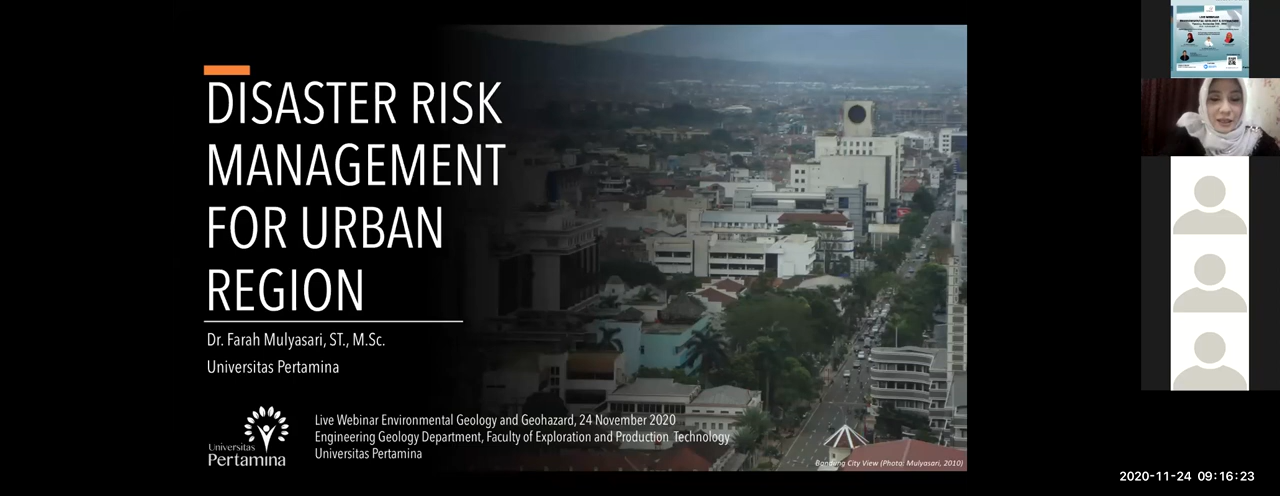 DISASTER RISK
MANAGEMENT
FOR URBAN
REGION
Dr. Farah Mulyasari, ST., M.Sc.
Universitas Pertamina
Universitas
Pertamina
Live Webinar Environmental Geology and Geohazard, 24 November 2020
Engineering Geology Department, Faculty of Exploration and Production Technology
Universitas Pertamina
Bandung City View (Photo: Mulyasari, 2010)
LIVE WEBINAR
2020-11-24 09:16:23